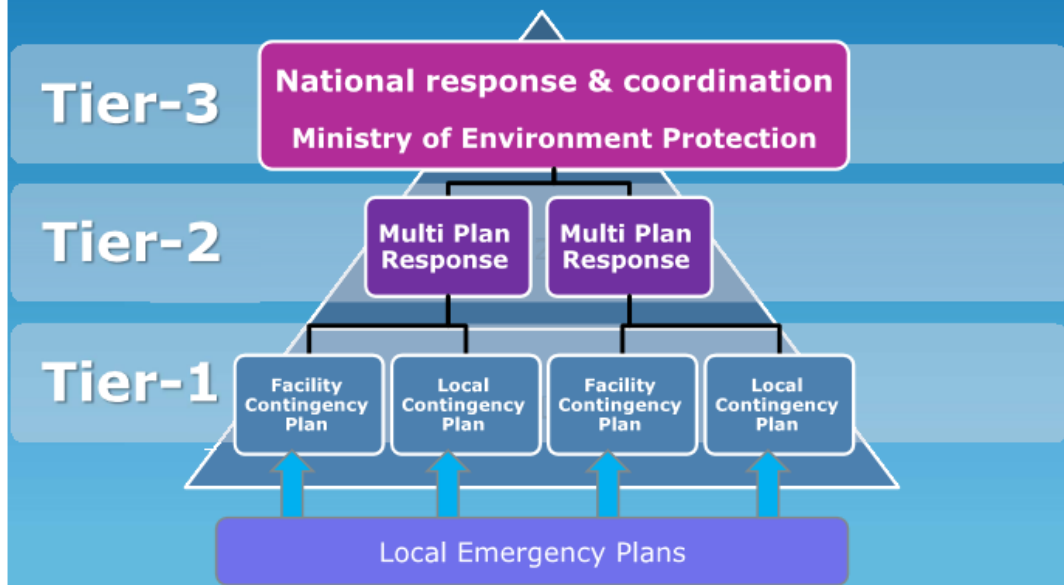 Tier-3
National response & coordination
Ministry of Environment Protection
Tier-2
Multi Plan
Response
Multi Plan
Response
Tier-1
Facility
Contingency
Plan
Local
Contingency
Plan
Facility
Contingency
Plan
Local
Contingency
Plan
Local Emergency Plans